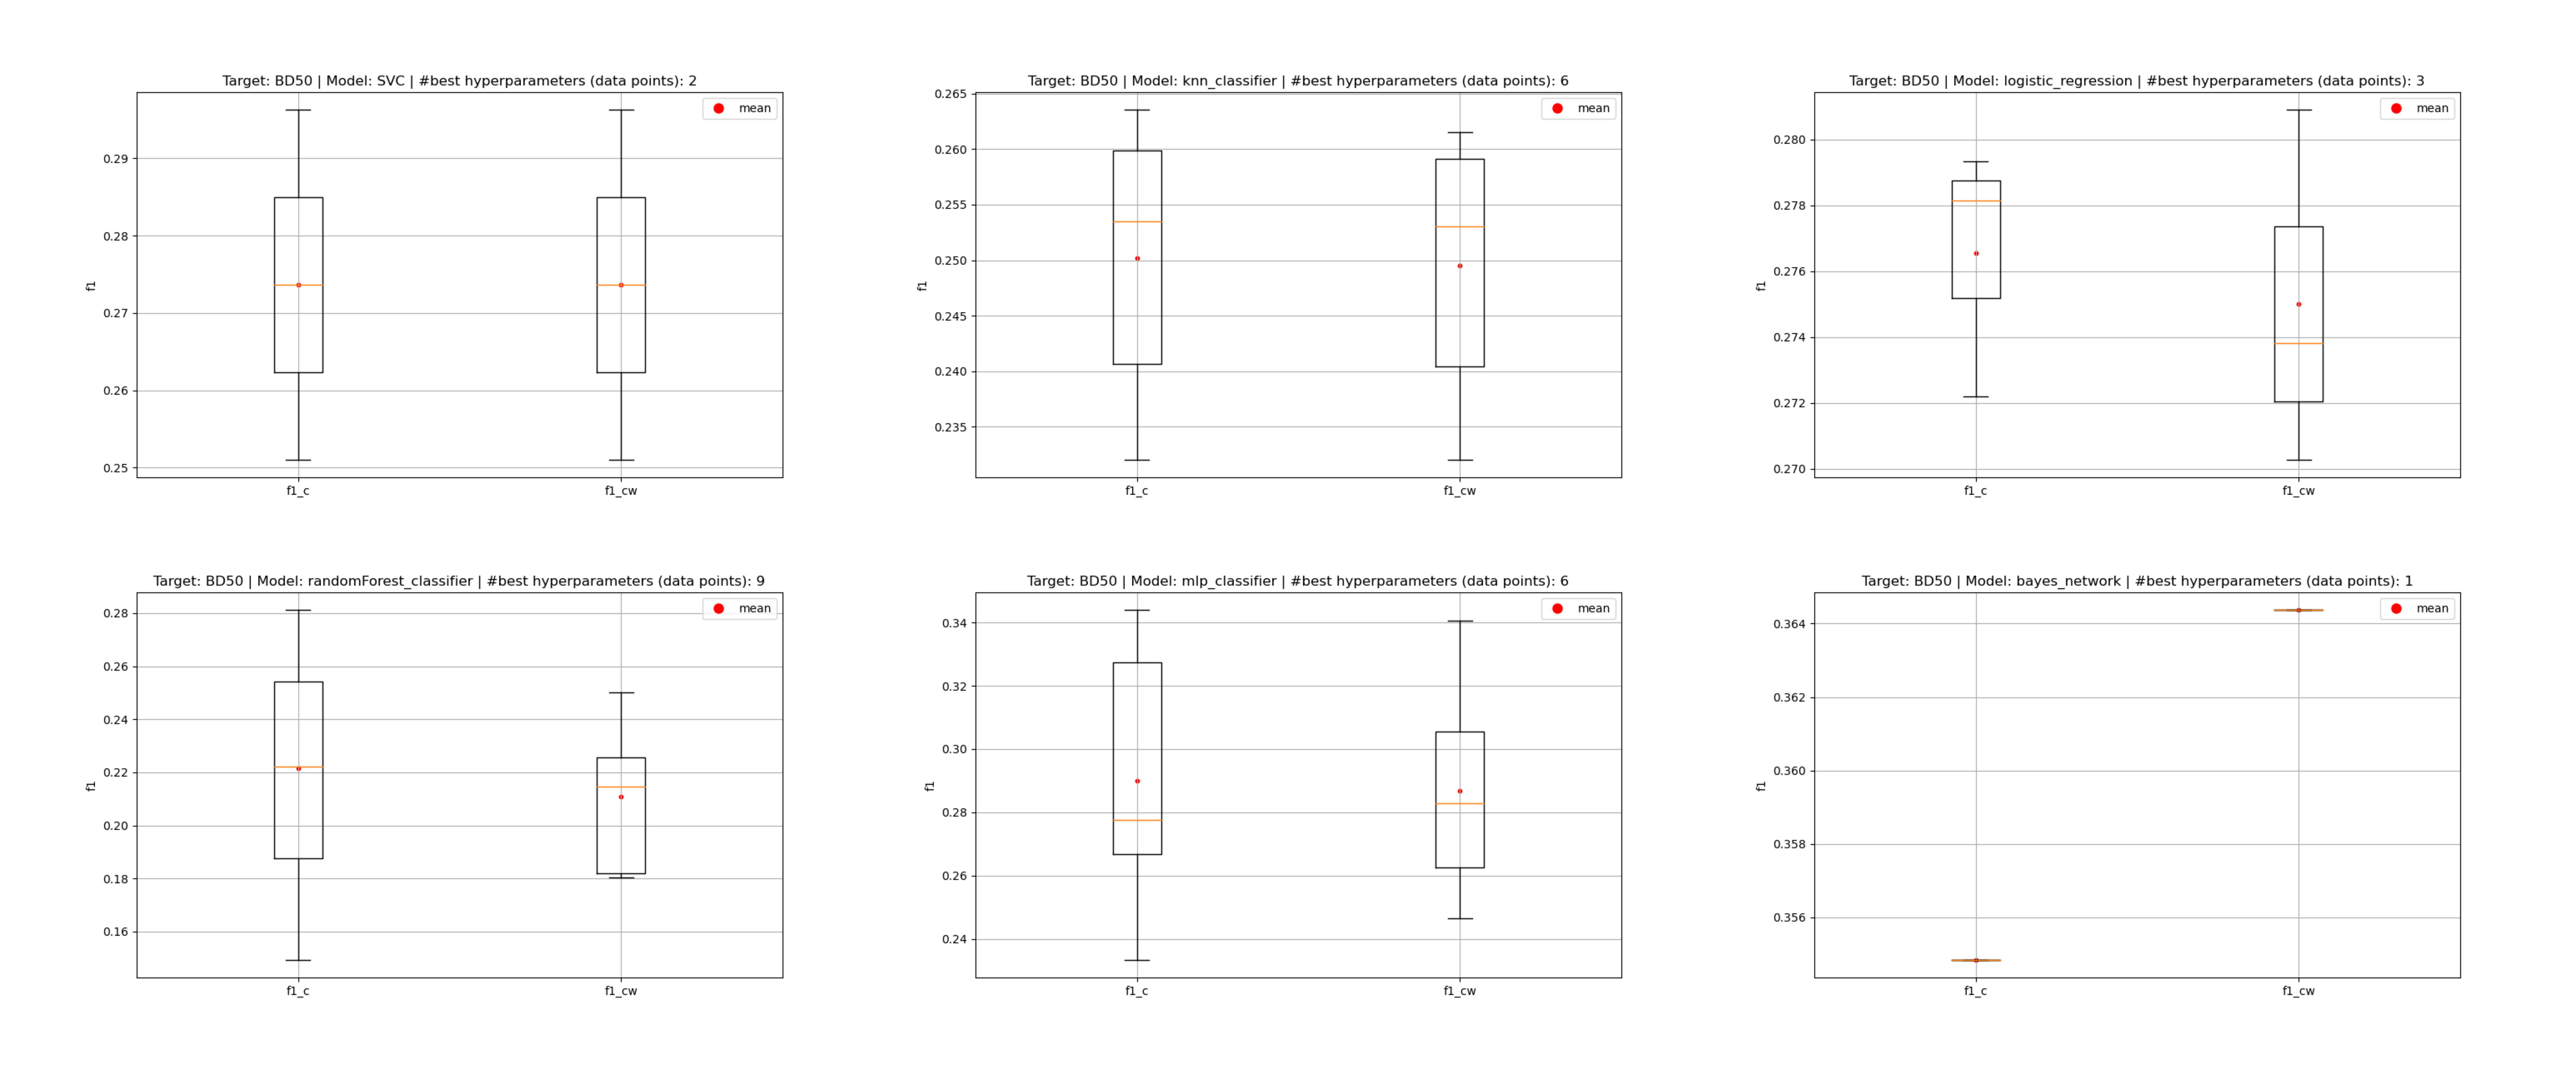 Target: BD50 | Model: SVC | #best hyperparameters (data points): 2
mean
0.29
0.28
0.27
0.26
0.25
f1
f1_c
f1_cw
Target: BD50 | Model: knn_classifier | #best hyperparameters (data points): 6
mean
0.265
0.260
0.255
0.250
0.245
0.240
0.235
f1
f1_c
f1_cw
Target: BD50 | Model: logistic_regression | #best hyperparameters (data points): 3
mean
0.280
0.278
0.276
0.274
0.272
0.270
f1
f1_c
f1_cw
Target: BD50 | Model: randomForest_classifier | #best hyperparameters (data points): 9
mean
0.28
0.26
0.24
0.22
0.20
0.18
0.16
f1
f1_c
f1_cw
Target: BD50 | Model: mlp_classifier | #best hyperparameters (data points): 6
mean
0.34
0.32
0.30
0.28
0.26
0.24
f1
f1_c
f1_cw
Target: BD50 | Model: bayes_network | #best hyperparameters (data points): 1
mean
0.364
0.362
0.360
0.358
0.356
f1
f1_c
f1_cw